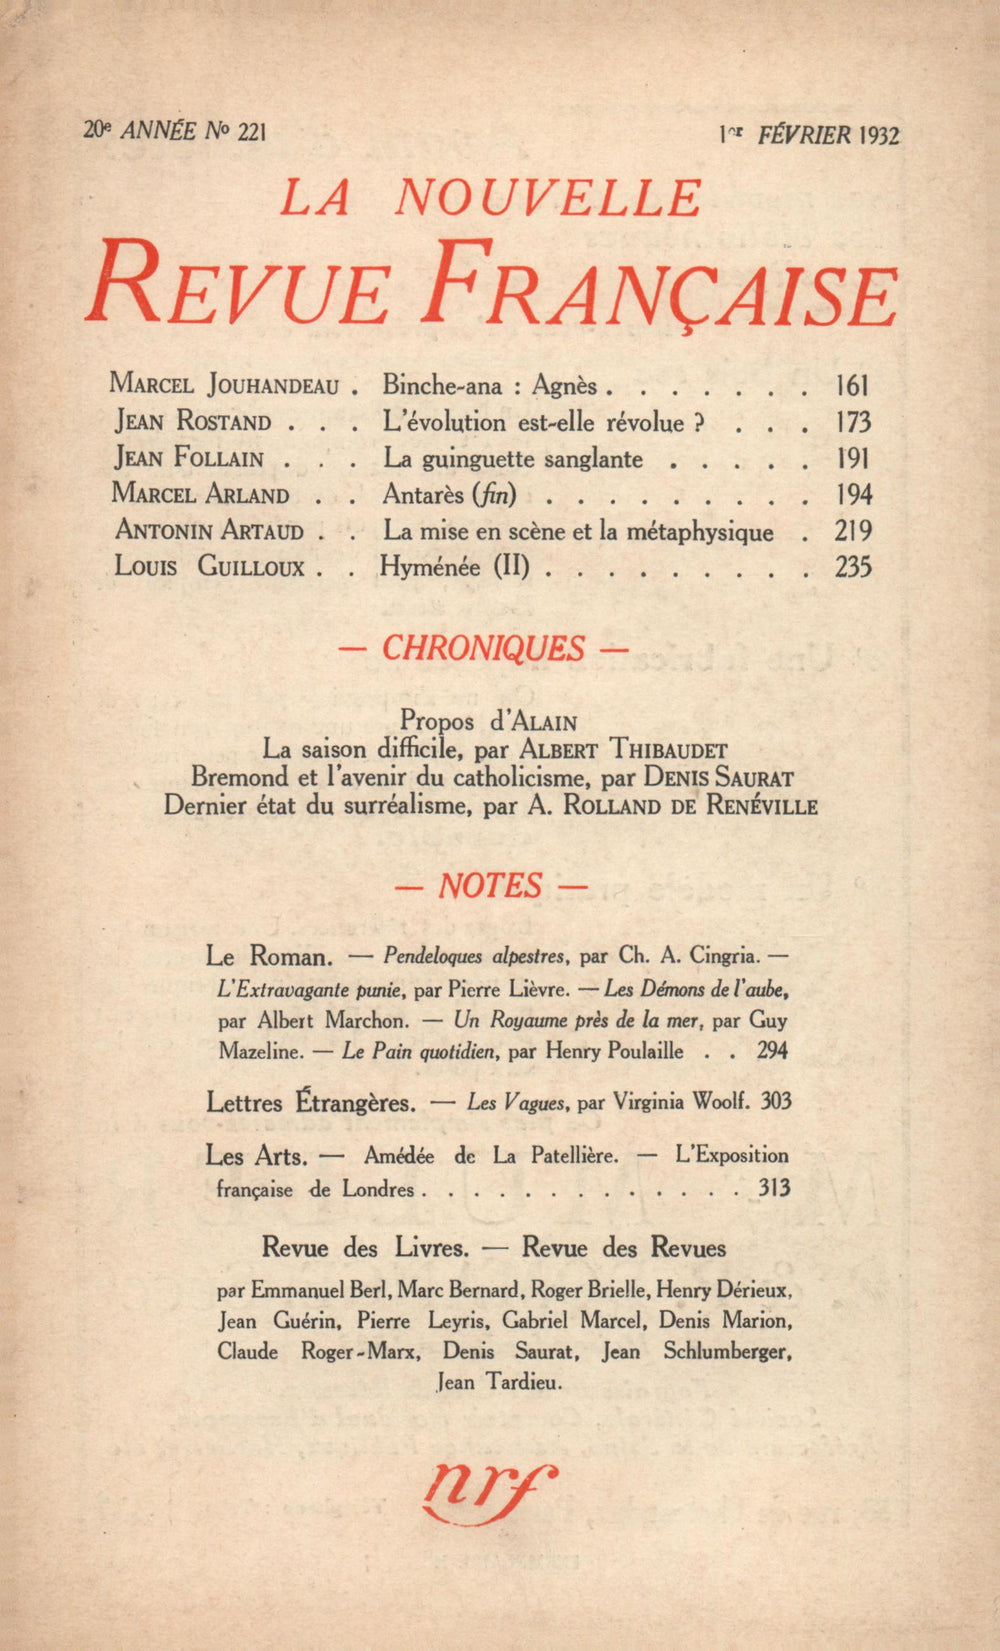 20e ANNÉE No 221
1er FÉVRIER 1932
LA NOUVELLE
REVUE FRANÇAISE
MARCEL JOUHANDEAU . Binche-ana : Agnès . . . . . . . 161
JEAN ROSTAND . . . L'évolution est-elle révolue ? . . . 173
JEAN FOLLAIN . . . La guinguette sanglante . . . . . 191
MARCEL ARLAND . . Antarès (fin) . . . . . . . . . 194
ANTONIN ARTAUD . . La mise en scène et la métaphysique . 219
LOUIS GUILLOUX . . Hyménée (II) . . . . . . . . . 235
— CHRONIQUES —
Propos d'ALAIN
La saison difficile, par ALBERT THIBAUDET
Bremond et l'avenir du catholicisme, par DENIS SAURAT
Dernier état du surréalisme, par A. ROLLAND DE RENÉVILLE
— NOTES —
Le Roman. — Pendeloques alpestres, par Ch. A. Cingria. —
L'Extravagante punie, par Pierre Lièvre. — Les Démons de l'aube,
par Albert Marchon. — Un Royaume près de la mer, par Guy
Mazeline. — Le Pain quotidien, par Henry Poulaille . . 294
Lettres Étrangères. — Les Vagues, par Virginia Woolf. 303
Les Arts. — Amédée de La Patellière. — L'Exposition
française de Londres . . . . . . . . . . . . . 313
Revue des Livres. — Revue des Revues
par Emmanuel Berl, Marc Bernard, Roger Brielle, Henry Dérieux,
Jean Guérin, Pierre Leyris, Gabriel Marcel, Denis Marion,
Claude Roger-Marx, Denis Saurat, Jean Schlumberger,
Jean Tardieu.
nrf